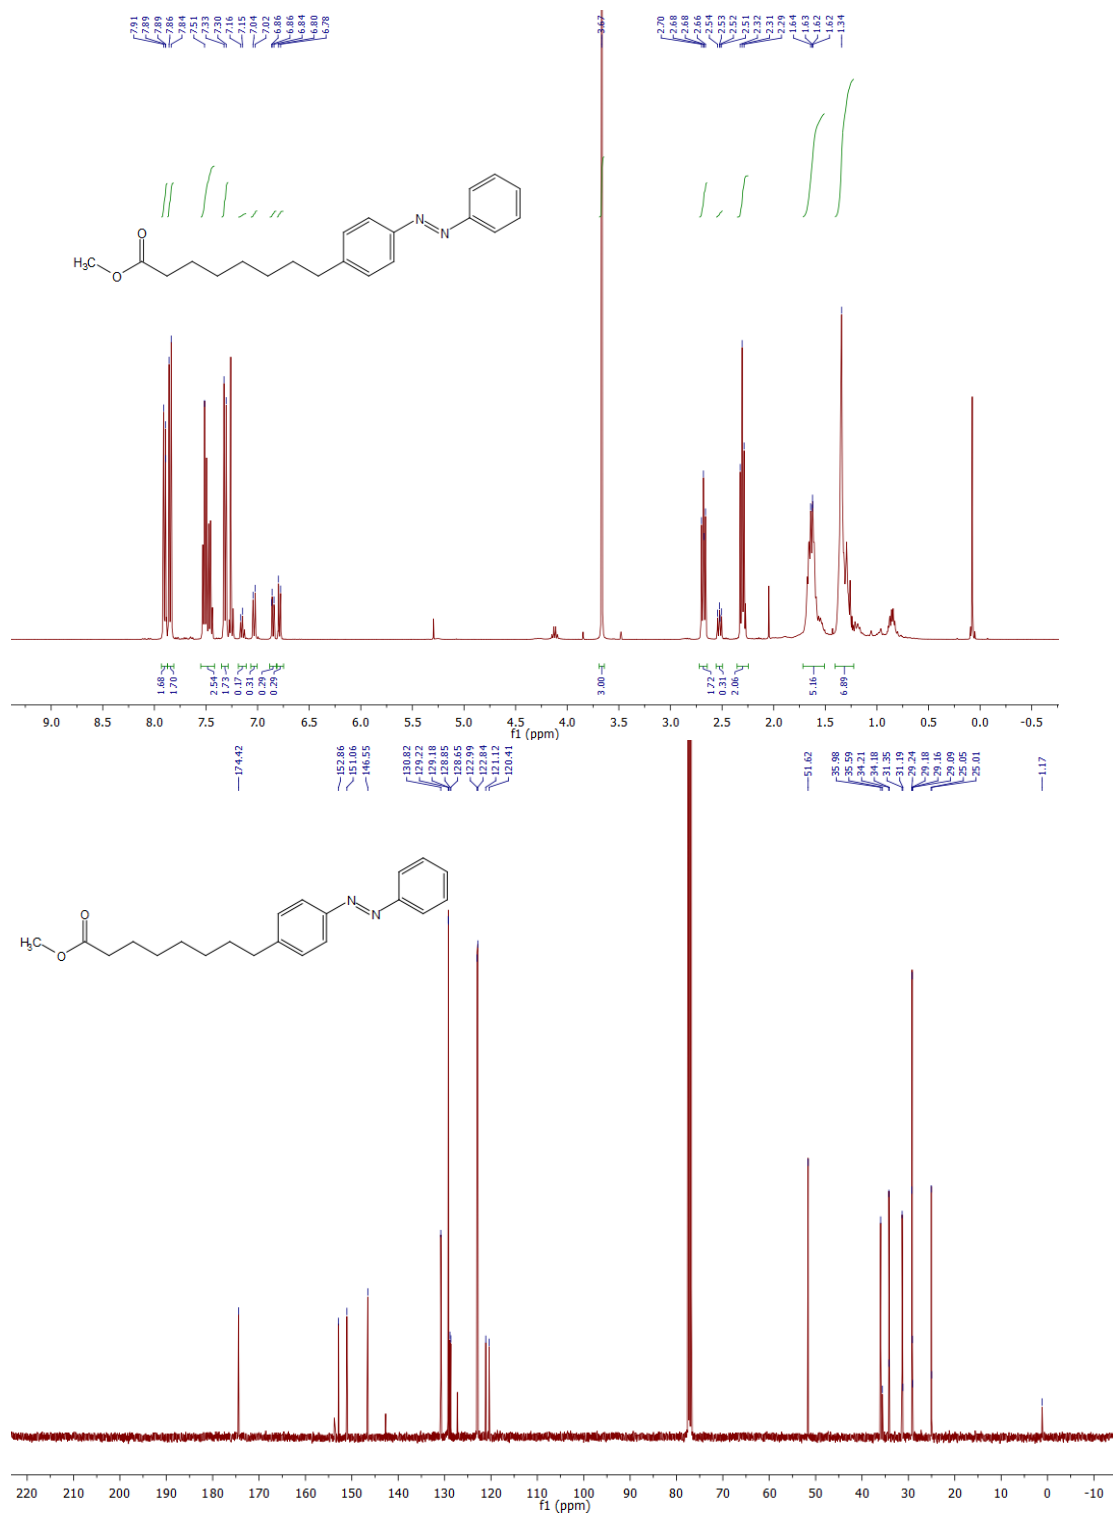 7.91 7.89 7.89 7.86 7.84 7.51 7.33 7.30 7.16 7.15 7.04 7.02 6.86 6.86 6.84 6.80 6.78 3.67 2.70 2.68 2.68 2.66 2.54 2.53 2.52 2.51 2.32 2.31 2.29 1.64 1.63 1.62 1.62 1.34
N
N
O
H₃C
O
1.68 1.70 2.54 1.73 0.17 0.31 0.29 0.29 3.00 1.72 0.31 2.06 5.16 6.89
9.0 8.5 8.0 7.5 7.0 6.5 6.0 5.5 5.0 4.5 4.0 3.5 3.0 2.5 2.0 1.5 1.0 0.5 0.0 -0.5
f1 (ppm)
174.42 152.86 151.06 146.55 130.82 129.22 129.18 128.85 128.65 122.99 122.84 121.12 120.41 51.62 35.98 35.59 34.21 34.18 31.35 31.19 29.24 29.18 29.16 29.09 25.05 25.01 1.17
N
N
O
H₃C
O
220 210 200 190 180 170 160 150 140 130 120 110 100 90 80 70 60 50 40 30 20 10 0 -10
f1 (ppm)